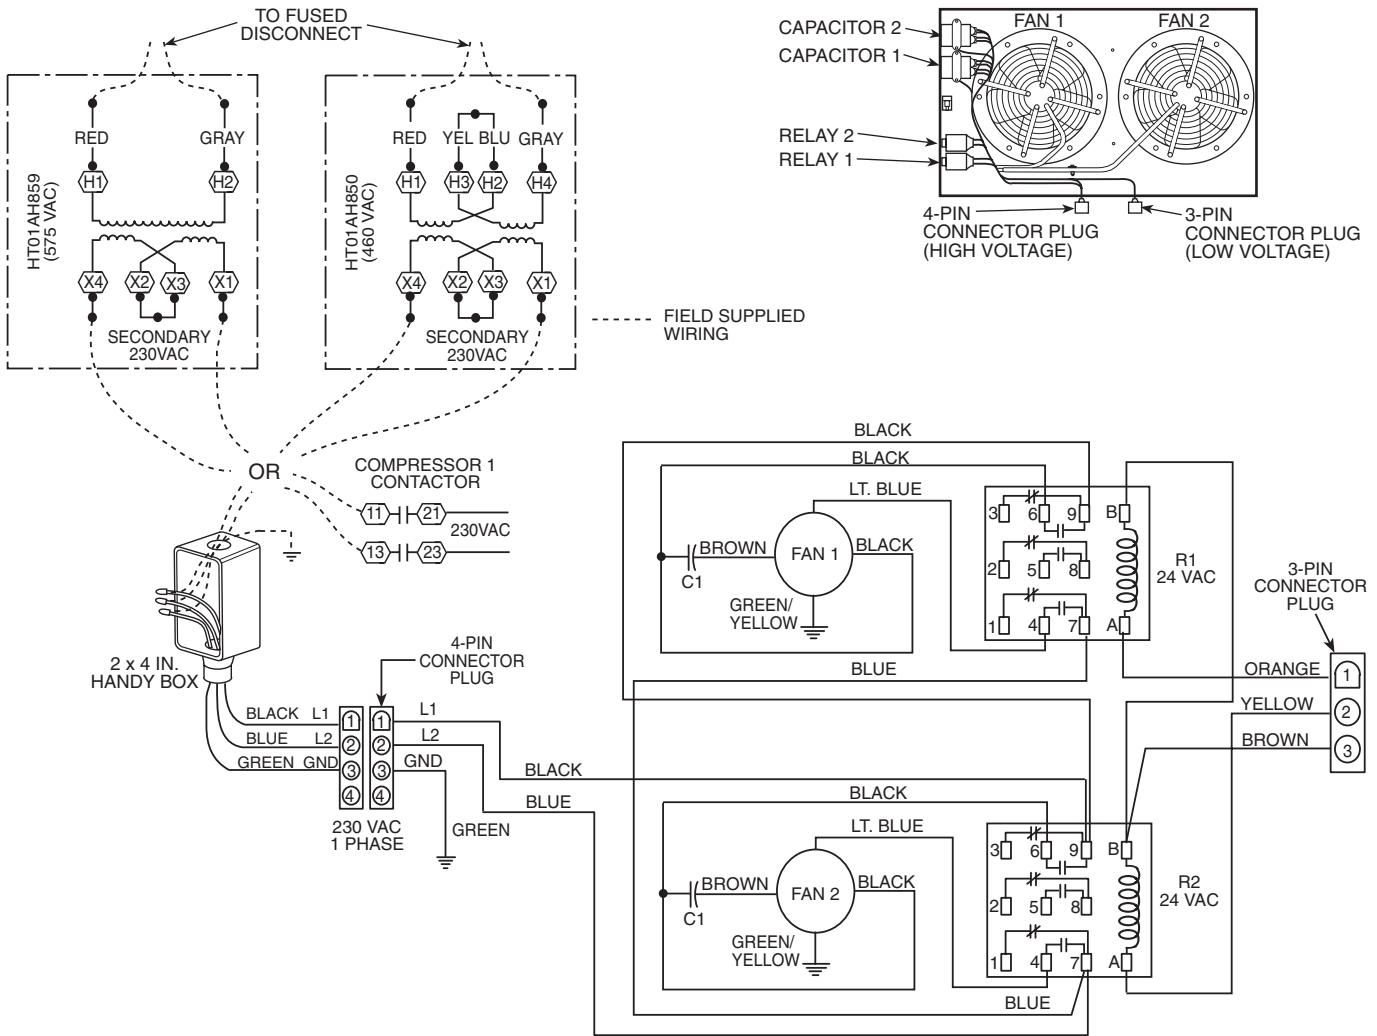 TO FUSED
DISCONNECT
HT01AH859
(575 VAC)
RED
GRAY
H1
H2
X4
X2
X3
X1
SECONDARY
230VAC
HT01AH850
(460 VAC)
RED
YEL
BLU
GRAY
H1
H3
H2
H4
X4
X2
X3
X1
SECONDARY
230VAC
FIELD SUPPLIED
WIRING
CAPACITOR 2
CAPACITOR 1
RELAY 2
RELAY 1
FAN 1
FAN 2
4-PIN
CONNECTOR PLUG
(HIGH VOLTAGE)
3-PIN
CONNECTOR PLUG
(LOW VOLTAGE)
OR
COMPRESSOR 1
CONTACTOR
11
21
230VAC
13
23
2 x 4 IN.
HANDY BOX
BLACK L1
BLUE L2
GREEN GND
1
2
3
4
1
2
3
4
4-PIN
CONNECTOR
PLUG
L1
L2
GND
230 VAC
1 PHASE
GREEN
BLACK
BLUE
BLACK
BLACK
LT. BLUE
BROWN
C1
FAN 1
BLACK
GREEN/
YELLOW
BLUE
3
6
9
B
2
5
8
1
4
7
A
R1
24 VAC
3-PIN
CONNECTOR
PLUG
ORANGE
YELLOW
BROWN
1
2
3
BLACK
LT. BLUE
BROWN
C1
FAN 2
BLACK
GREEN/
YELLOW
BLUE
3
6
9
B
2
5
8
1
4
7
A
R2
24 VAC